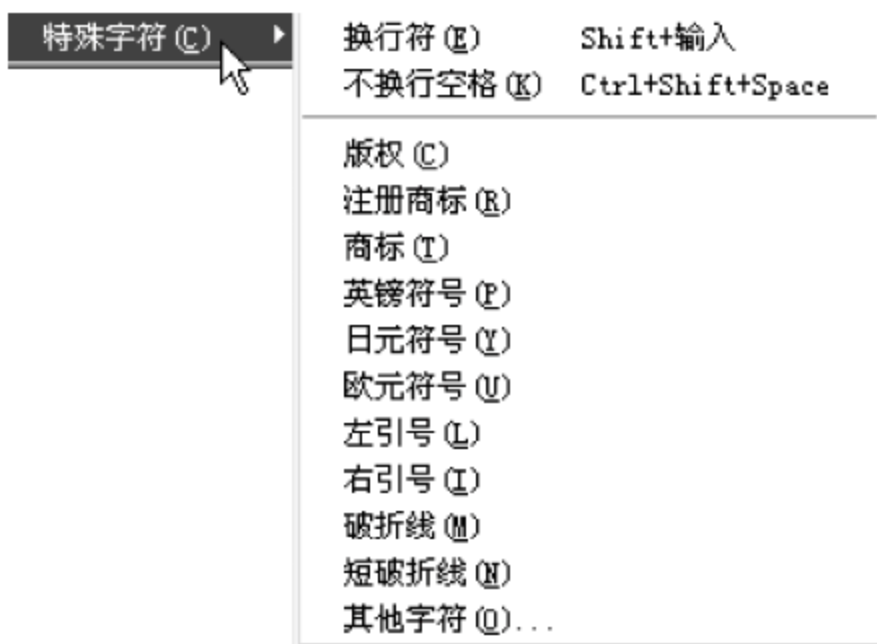 特殊字符(C)
换行符(E) Shift+输入
不换行空格(K) Ctrl+Shift+Space
版权(C)
注册商标(R)
商标(T)
英镑符号(P)
日元符号(Y)
欧元符号(U)
左引号(L)
右引号(I)
破折线(M)
短破折线(N)
其他字符(O)...